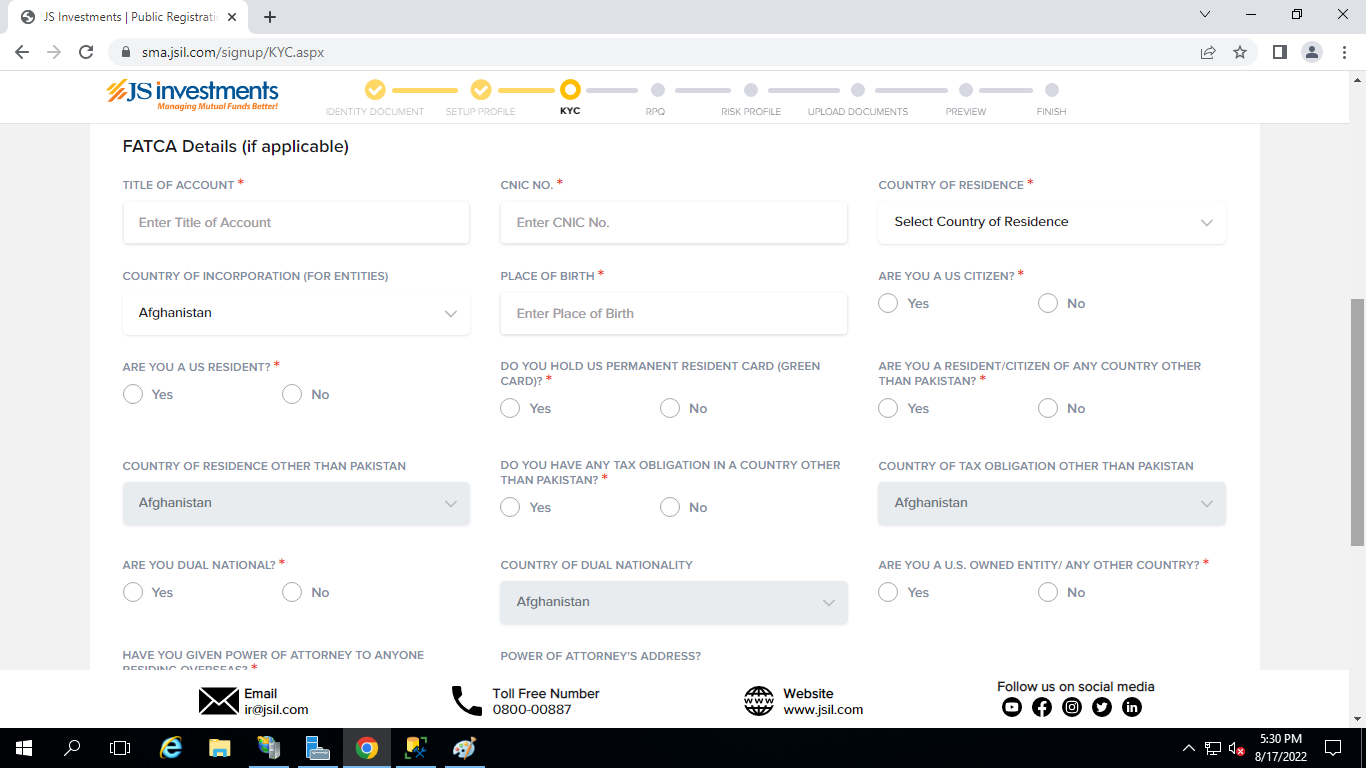 JS Investments | Public Registrati
sma.jsil.com/signup/KYC.aspx
JS investments
Managing Mutual Funds Better!
IDENTITY DOCUMENT
SETUP PROFILE
KYC
RPQ
RISK PROFILE
UPLOAD DOCUMENTS
PREVIEW
FINISH
FATCA Details (if applicable)
TITLE OF ACCOUNT *
CNIC NO. *
COUNTRY OF RESIDENCE *
Enter Title of Account
Enter CNIC No.
Select Country of Residence
COUNTRY OF INCORPORATION (FOR ENTITIES)
PLACE OF BIRTH *
ARE YOU A US CITIZEN? *
Afghanistan
Enter Place of Birth
Yes No
ARE YOU A US RESIDENT? *
Yes No
DO YOU HOLD US PERMANENT RESIDENT CARD (GREEN
CARD)? *
Yes No
ARE YOU A RESIDENT/CITIZEN OF ANY COUNTRY OTHER
THAN PAKISTAN? *
Yes No
COUNTRY OF RESIDENCE OTHER THAN PAKISTAN
Afghanistan
DO YOU HAVE ANY TAX OBLIGATION IN A COUNTRY OTHER
THAN PAKISTAN? *
Yes No
COUNTRY OF TAX OBLIGATION OTHER THAN PAKISTAN
Afghanistan
ARE YOU DUAL NATIONAL? *
Yes No
COUNTRY OF DUAL NATIONALITY
Afghanistan
ARE YOU A U.S. OWNED ENTITY/ ANY OTHER COUNTRY? *
Yes No
HAVE YOU GIVEN POWER OF ATTORNEY TO ANYONE
RESIDING OVERSEAS? *
POWER OF ATTORNEY'S ADDRESS?
Email
ir@jsil.com
Toll Free Number
0800-00887
WWW
Website
www.jsil.com
Follow us on social media
5:30 PM
8/17/2022